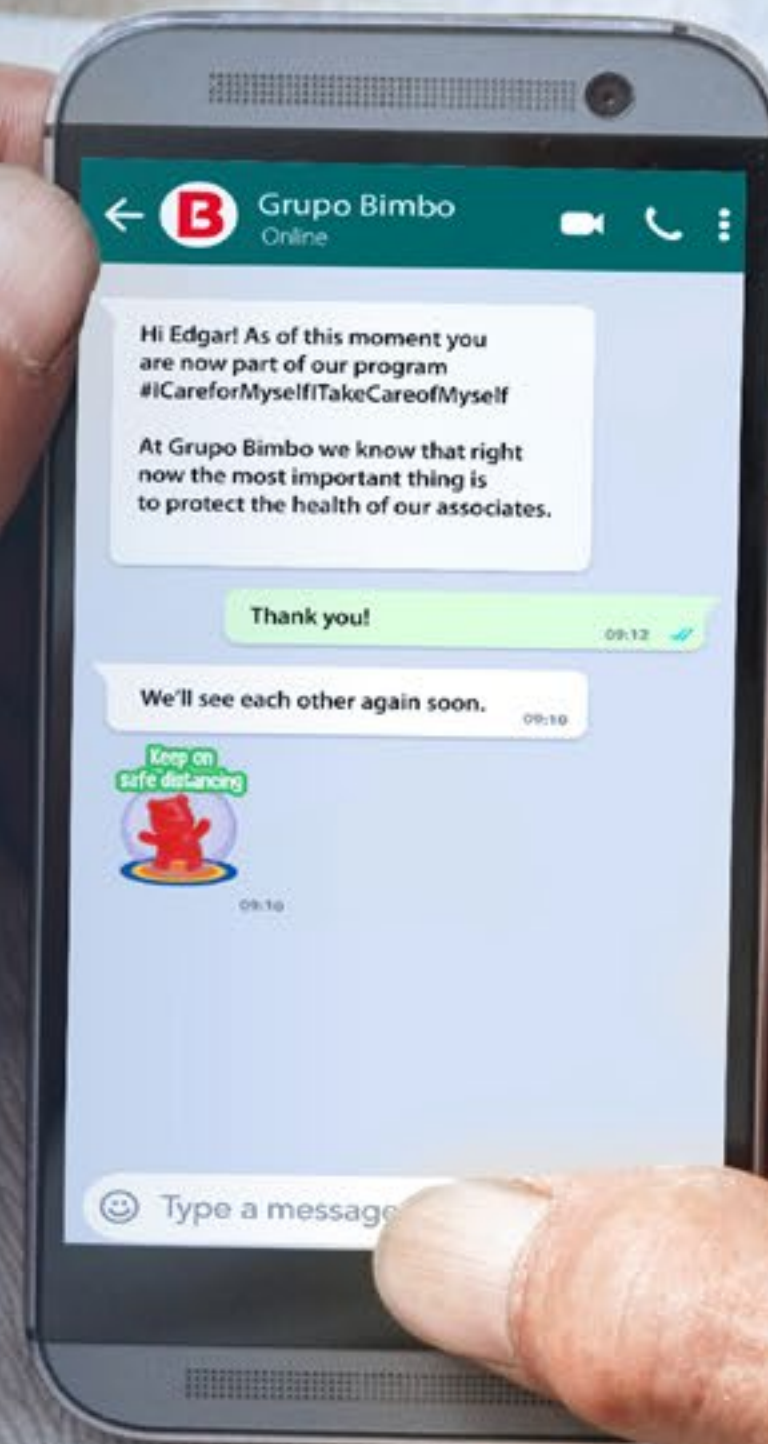 B
Grupo Bimbo
Online
Hi Edgar! As of this moment you
are now part of our program
#ICareforMyselfITakeCareofMyself
At Grupo Bimbo we know that right
now the most important thing is
to protect the health of our associates.
Thank you!
09:12
We'll see each other again soon.
09:10
Keep on
safe distancing
09:10
Type a message